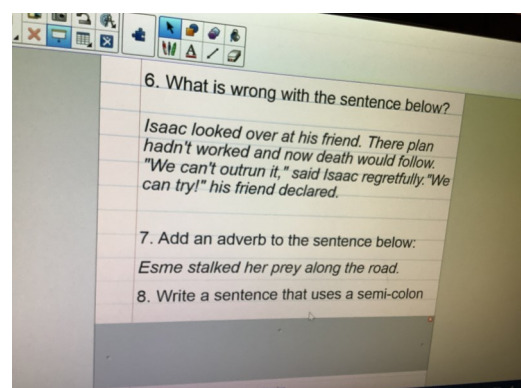 6. What is wrong with the sentence below?
Isaac looked over at his friend. There plan
hadn't worked and now death would follow.
"We can't outrun it," said Isaac regretfully. "We
can try!" his friend declared.
7. Add an adverb to the sentence below:
Esme stalked her prey along the road.
8. Write a sentence that uses a semi-colon